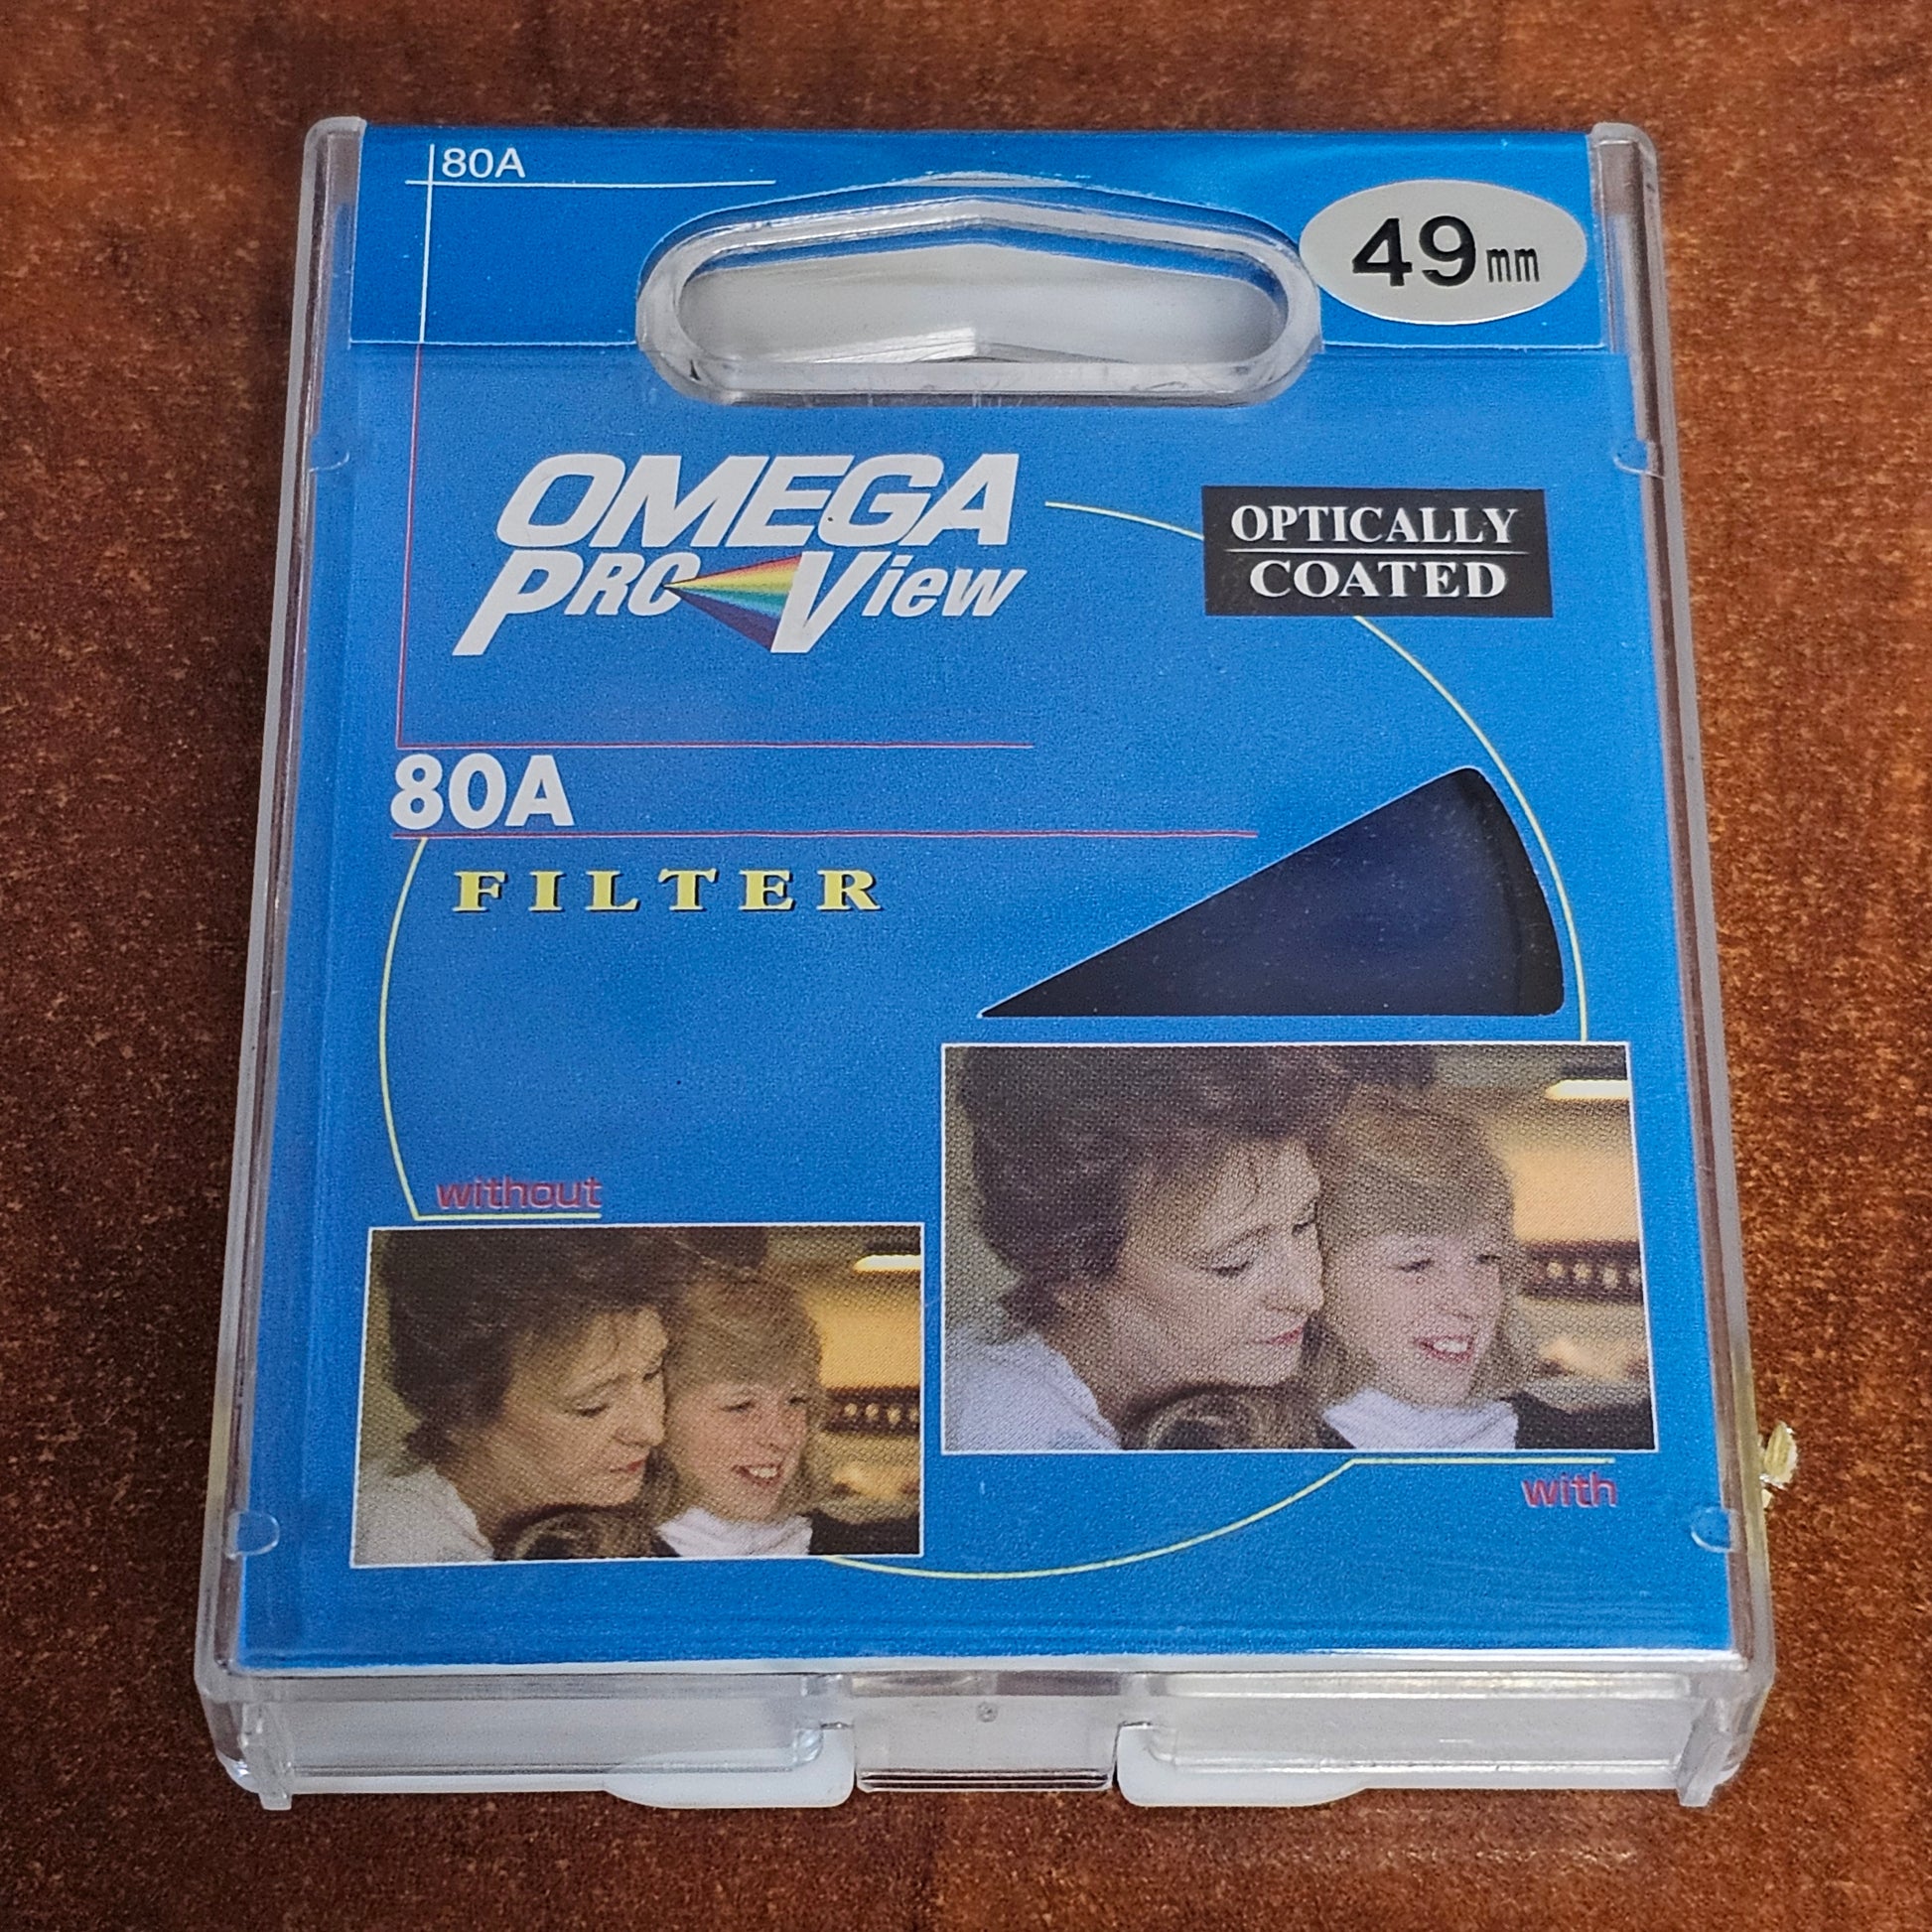 80A
49mm
OMEGA
PRO View
OPTICALLY
COATED
80A
FILTER
without
with